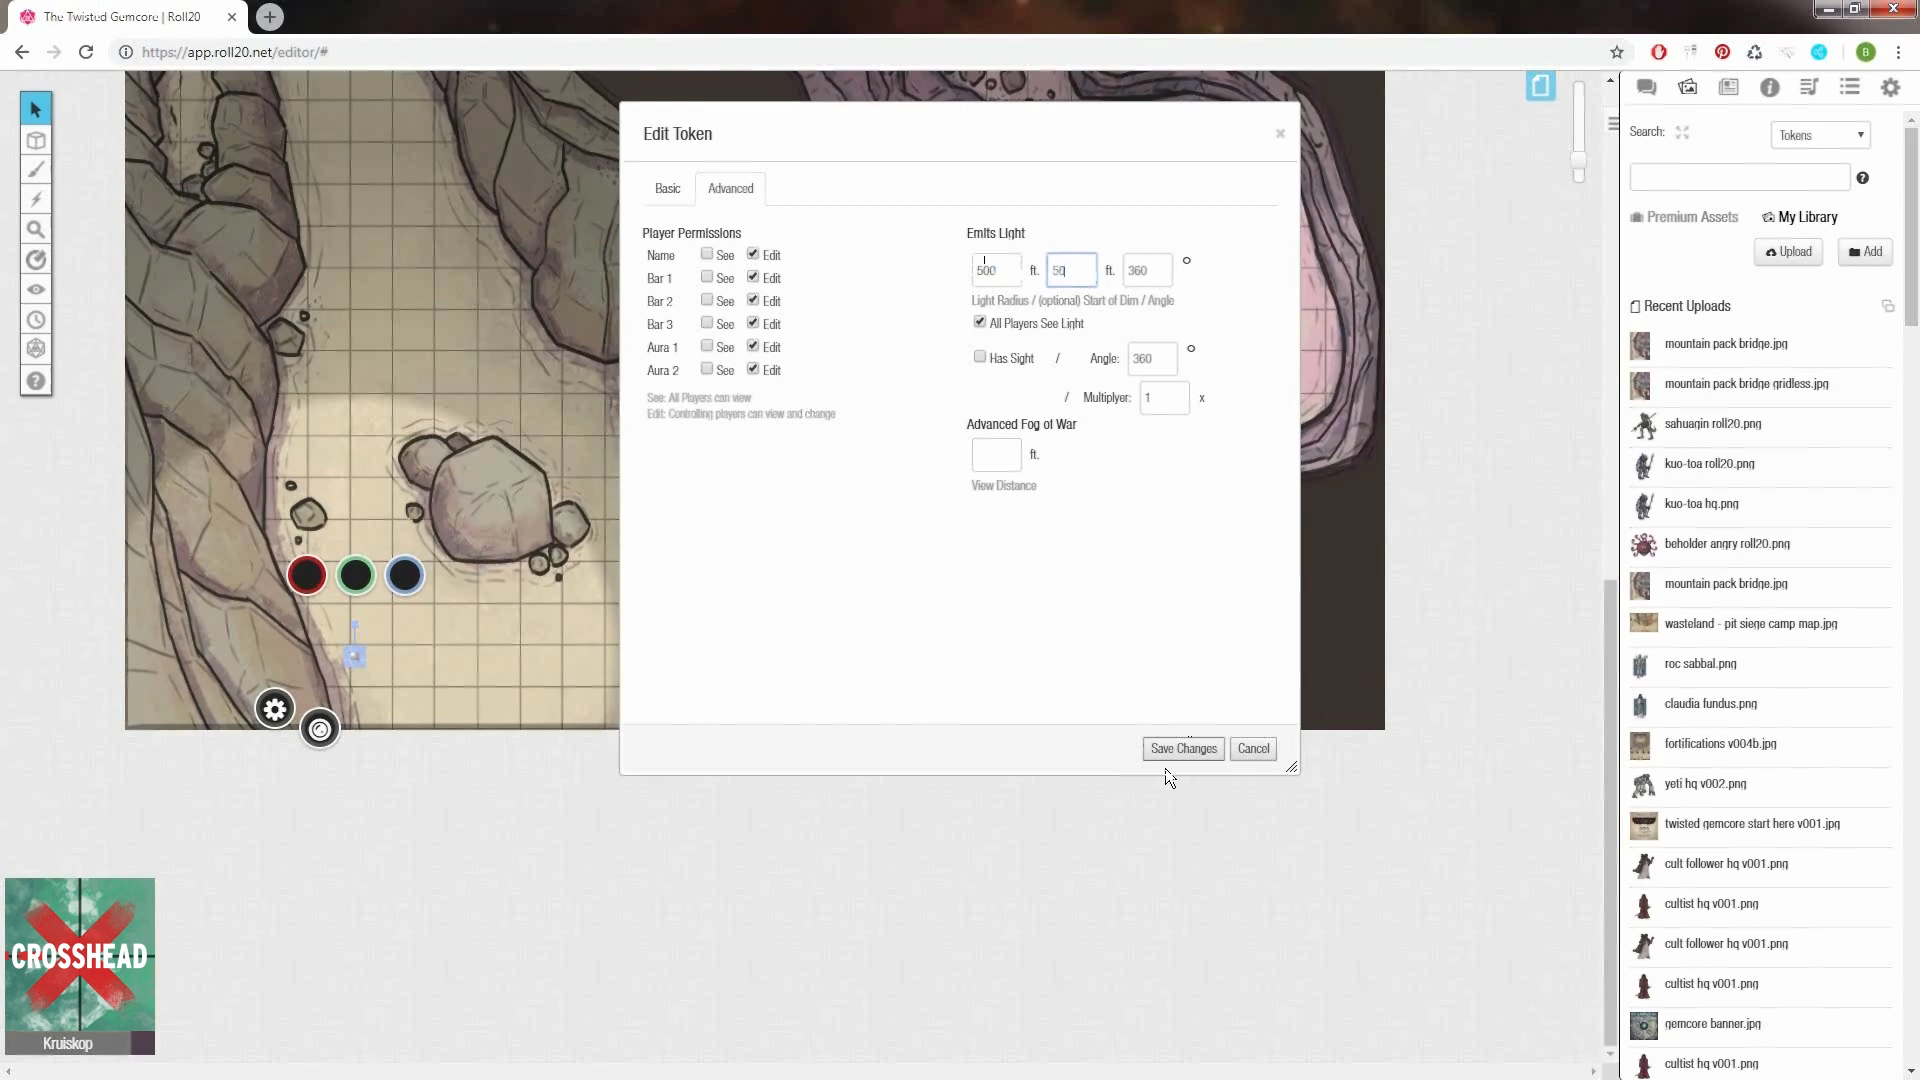 The Twisted Gemcore | Roll20
https://app.roll20.net/editor/#
B
Edit Token
Basic
Advanced
Player Permissions
Name See Edit
Bar 1 See Edit
Bar 2 See Edit
Bar 3 See Edit
Aura 1 See Edit
Aura 2 See Edit
See: All Players can view
Edit: Controlling players can view and change
Emits Light
500 ft. 50 ft. 360
Light Radius / (optional) Start of Dim / Angle
All Players See Light
Has Sight / Angle: 360
/ Multiplyer: 1 x
Advanced Fog of War
ft.
View Distance
Save Changes
Cancel
Search:
Tokens
Premium Assets
My Library
Upload
Add
Recent Uploads
mountain pack bridge.jpg
mountain pack bridge gridless.jpg
sahuagin roll20.png
kuo-toa roll20.png
kuo-toa hq.png
beholder angry roll20.png
mountain pack bridge.jpg
wasteland - pit siege camp map.jpg
roc sabbal.png
claudia fundus.png
fortifications v004b.jpg
yeti hq v002.png
twisted gemcore start here v001.jpg
cult follower hq v001.png
cultist hq v001.png
cult follower hq v001.png
cultist hq v001.png
gemcore banner.jpg
cultist hq v001.png
CROSSHEAD
Kruiskop